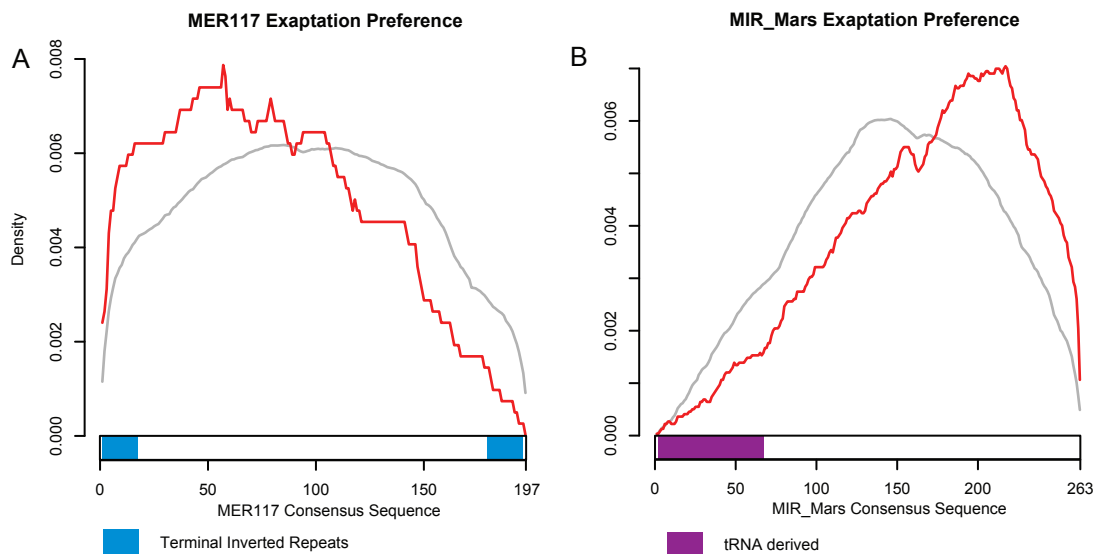 MER117 Exaptation Preference
A
Density
0.000
0.002
0.004
0.006
0.008
0
50
100
150
197
MER117 Consensus Sequence
Terminal Inverted Repeats
MIR_Mars Exaptation Preference
B
0.000
0.002
0.004
0.006
0
50
100
150
200
263
MIR_Mars Consensus Sequence
tRNA derived